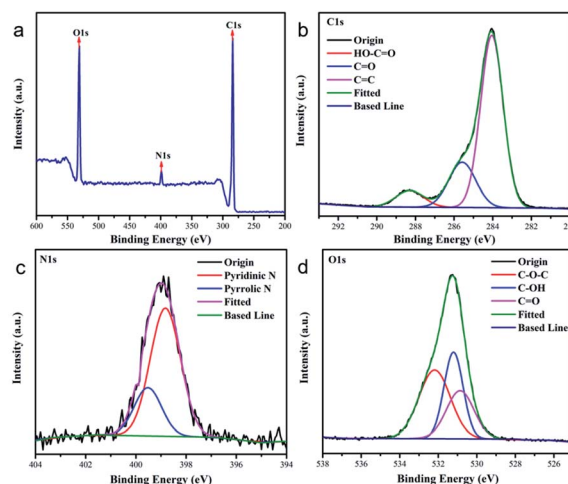 a
O1s
C1s
N1s
Intensity (a.u.)
600 550 500 450 400 350 300 250 200
Binding Energy (eV)
b
C1s
Origin
HO-C=O
C=O
C=C
Fitted
Based Line
Intensity (a.u.)
292 290 288 286 284 282
Binding Energy (eV)
c
N1s
Origin
Pyridinic N
Pyrrolic N
Fitted
Based Line
Intensity (a.u.)
404 402 400 398 396 394
Binding Energy (eV)
d
O1s
Origin
C-O-C
C-OH
C=O
Fitted
Based Line
Intensity (a.u.)
538 536 534 532 530 528 526
Binding Energy (eV)